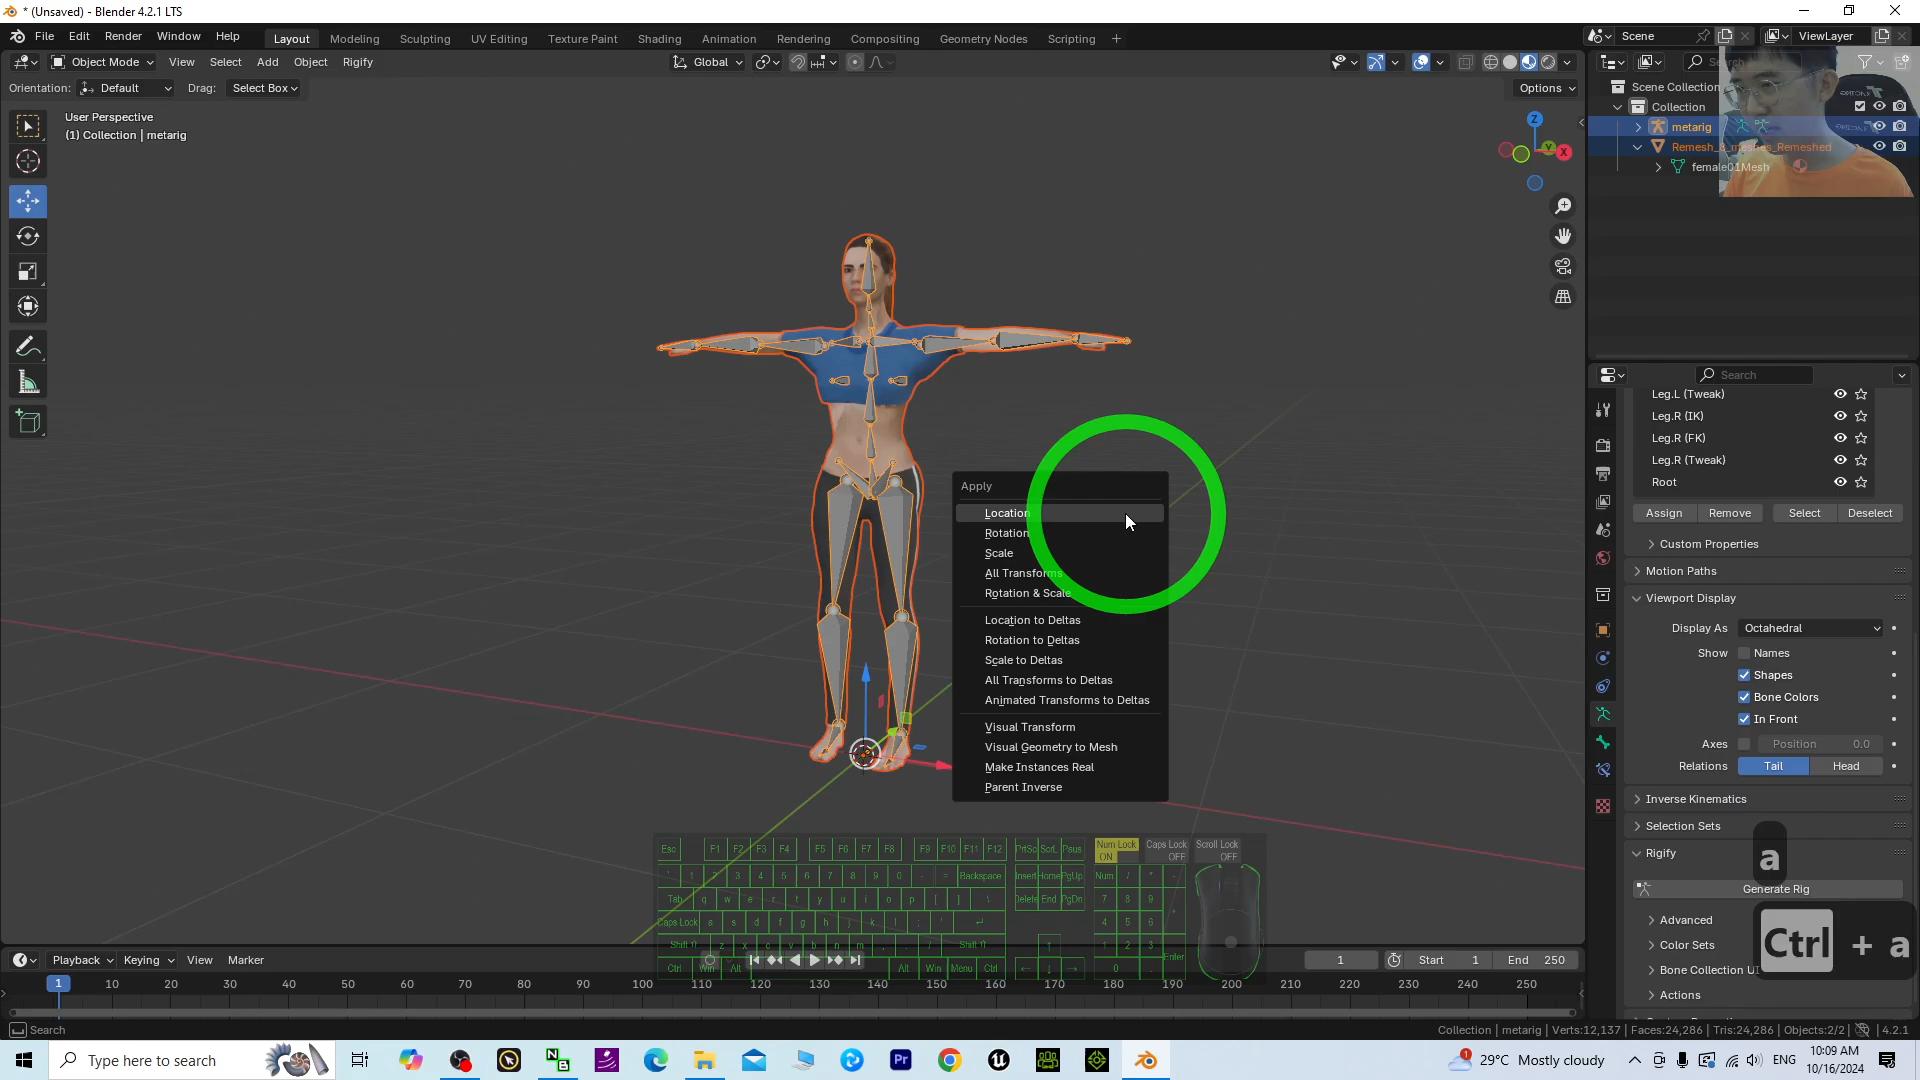 * (Unsaved) - Blender 4.2.1 LTS
File Edit Render Window Help Layout Modeling Sculpting UV Editing Texture Paint Shading Animation Rendering Compositing Geometry Nodes Scripting + Scene ViewLayer
Object Mode View Select Add Object Rigify Global
Orientation: Default Drag: Select Box Options
User Perspective
(1) Collection | metarig
Z
Y
X
Scene Collection
Collection
metarig
Remesh_8_meshes_Remeshed
female01Mesh
Search
Leg.L (Tweak)
Leg.R (IK)
Leg.R (FK)
Leg.R (Tweak)
Root
Assign Remove Select Deselect
Custom Properties
Motion Paths
Viewport Display
Display As Octahedral
Show Names
Shapes
Bone Colors
In Front
Axes Position 0.0
Relations Tail Head
Inverse Kinematics
Selection Sets
Rigify
Generate Rig
Advanced
Color Sets
Bone Collection UI
Actions
a
Ctrl + a
Apply
Location
Rotation
Scale
All Transforms
Rotation & Scale
Location to Deltas
Rotation to Deltas
Scale to Deltas
All Transforms to Deltas
Animated Transforms to Deltas
Visual Transform
Visual Geometry to Mesh
Make Instances Real
Parent Inverse
Esc F1 F2 F3 F4 F5 F6 F7 F8 F9 F10 F11 F12 PrtSc ScrL Paus Num Lock ON Caps Lock OFF Scroll Lock OFF
` 1 2 3 4 5 6 7 8 9 0 - = Backspace Insert Home PgUp Num / * -
Tab q w e r t y u i o p [ ] \ Delete End PgDn 7 8 9 +
Caps Lock a s d f g h j k l ; ' ↵ 4 5 6
Shift ⇑ z x c v b n m , . / Shift ⇑ ↑ 1 2 3 Enter
Ctrl Win Alt Alt Win Menu Ctrl ← ↓ → 0 .
Playback Keying View Marker 1 Start 1 End 250
1 10 20 30 40 50 60 70 80 90 100 110 120 130 140 150 160 170 180 190 200 210 220 230 240 250
Search Collection | metarig | Verts:12,137 | Faces:24,286 | Tris:24,286 | Objects:2/2 | 4.2.1
Type here to search 29°C Mostly cloudy ENG 10:09 AM
10/16/2024